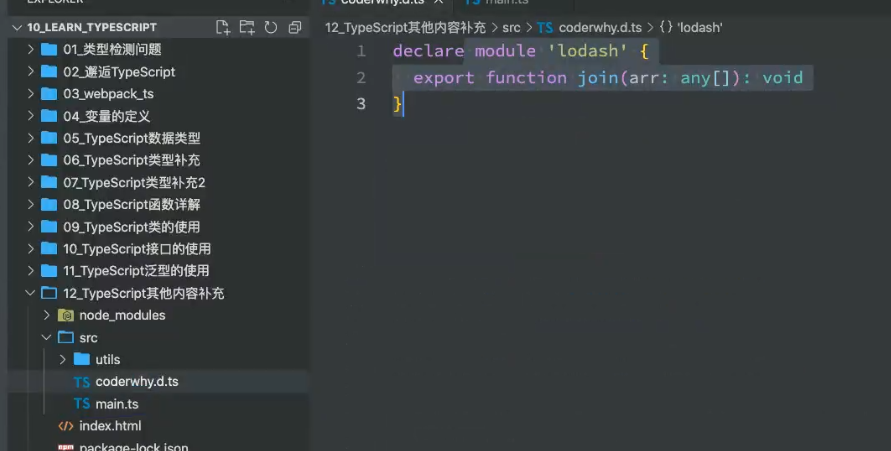 EXPLORER
10_LEARN_TYPESCRIPT
01_类型检测问题
02_邂逅TypeScript
03_webpack_ts
04_变量的定义
05_TypeScript数据类型
06_TypeScript类型补充
07_TypeScript类型补充2
08_TypeScript函数详解
09_TypeScript类的使用
10_TypeScript接口的使用
11_TypeScript泛型的使用
12_TypeScript其他内容补充
node_modules
src
utils
TS coderwhy.d.ts
TS main.ts
index.html
package-lock.json
TS coderwhy.d.ts
TS main.ts
12_TypeScript其他内容补充 > src > TS coderwhy.d.ts > {} 'lodash'
1 declare module 'lodash' {
2 export function join(arr: any[]): void
3 }